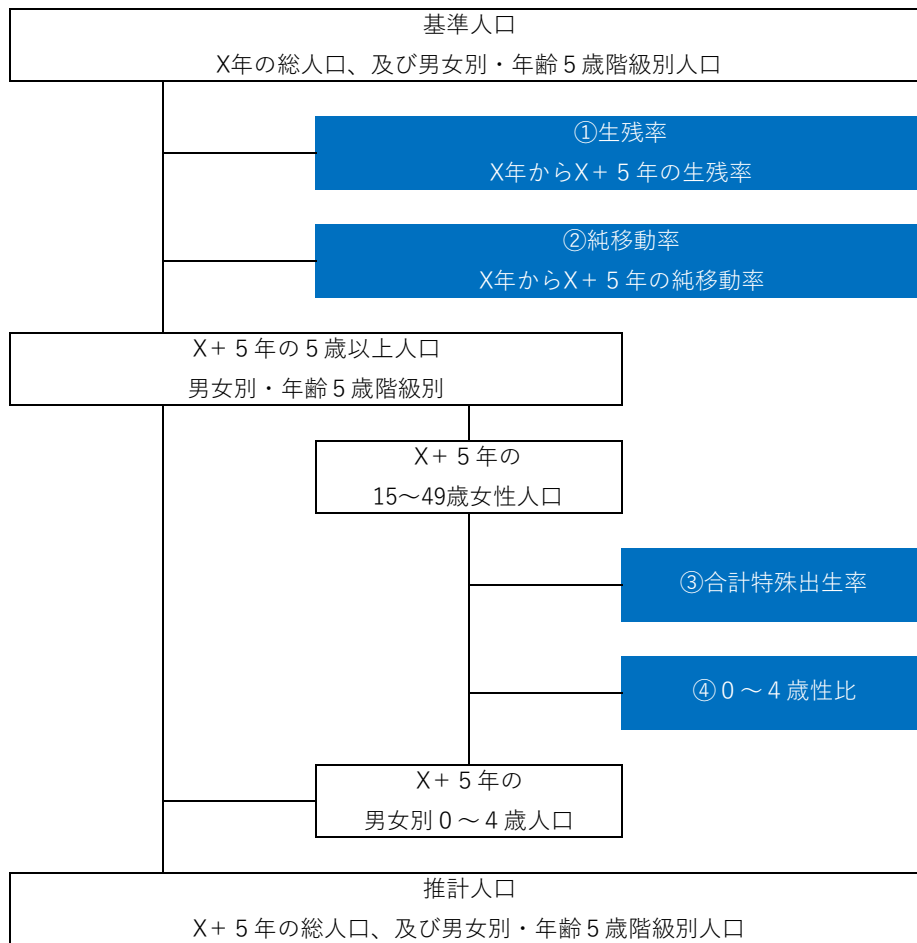 基準人口
X年の総人口、及び男女別・年齢５歳階級別人口
①生残率
X年からX＋５年の生残率
②純移動率
X年からX＋５年の純移動率
X＋５年の５歳以上人口
男女別・年齢５歳階級別
X＋５年の
15～49歳女性人口
③合計特殊出生率
④０～４歳性比
X＋５年の
男女別０～４歳人口
推計人口
X＋５年の総人口、及び男女別・年齢５歳階級別人口